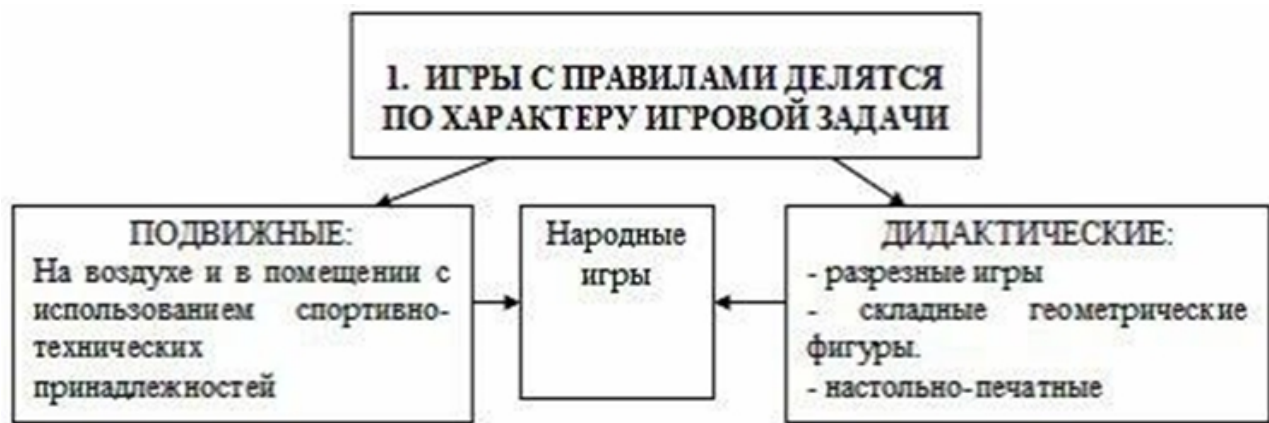 1. ИГРЫ С ПРАВИЛАМИ ДЕЛЯТСЯ
ПО ХАРАКТЕРУ ИГРОВОЙ ЗАДАЧИ
ПОДВИЖНЫЕ:
На воздухе и в помещении с
использованием спортивно-
технических
принадлежностей
Народные
игры
ДИДАКТИЧЕСКИЕ:
- разрезные игры
- складные геометрические
фигуры.
- настольно-печатные